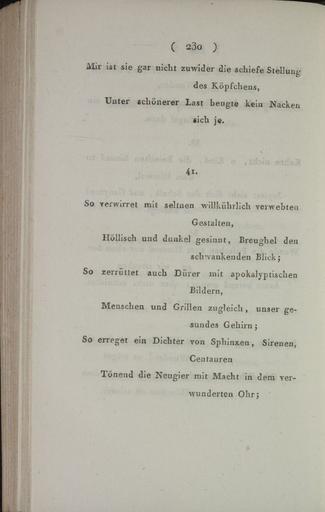 ( 230 )
Mir ist sie gar nicht zuwider die schiefe Stellung
des Köpfchens,
Unter schönerer Last beugte kein Nacken
sich je.
41.
So verwirret mit seltnen willkührlich verwebten
Gestalten,
Höllisch und dunkel gesinnt, Breughel den
schwankenden Blick;
So zerrüttet auch Dürer mit apokalyptischen
Bildern,
Menschen und Grillen zugleich, unser ge-
sundes Gehirn;
So erreget ein Dichter von Sphinxen, Sirenen,
Centauren
Tönend die Neugier mit Macht in dem ver-
wunderten Ohr;